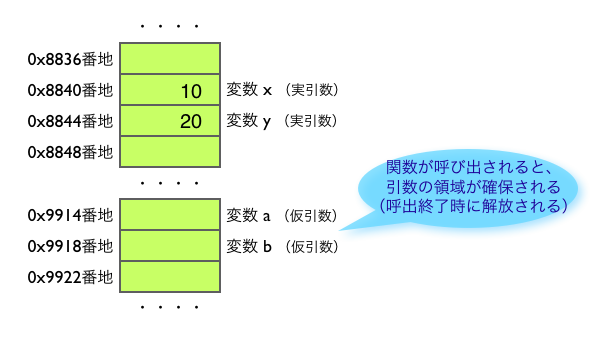 ・・・・
0x8836番地
0x8840番地 10 変数 x （実引数）
0x8844番地 20 変数 y （実引数）
0x8848番地
・・・・
関数が呼び出されると、
引数の領域が確保される
（呼出終了時に解放される）
0x9914番地 変数 a （仮引数）
0x9918番地 変数 b （仮引数）
0x9922番地
・・・・